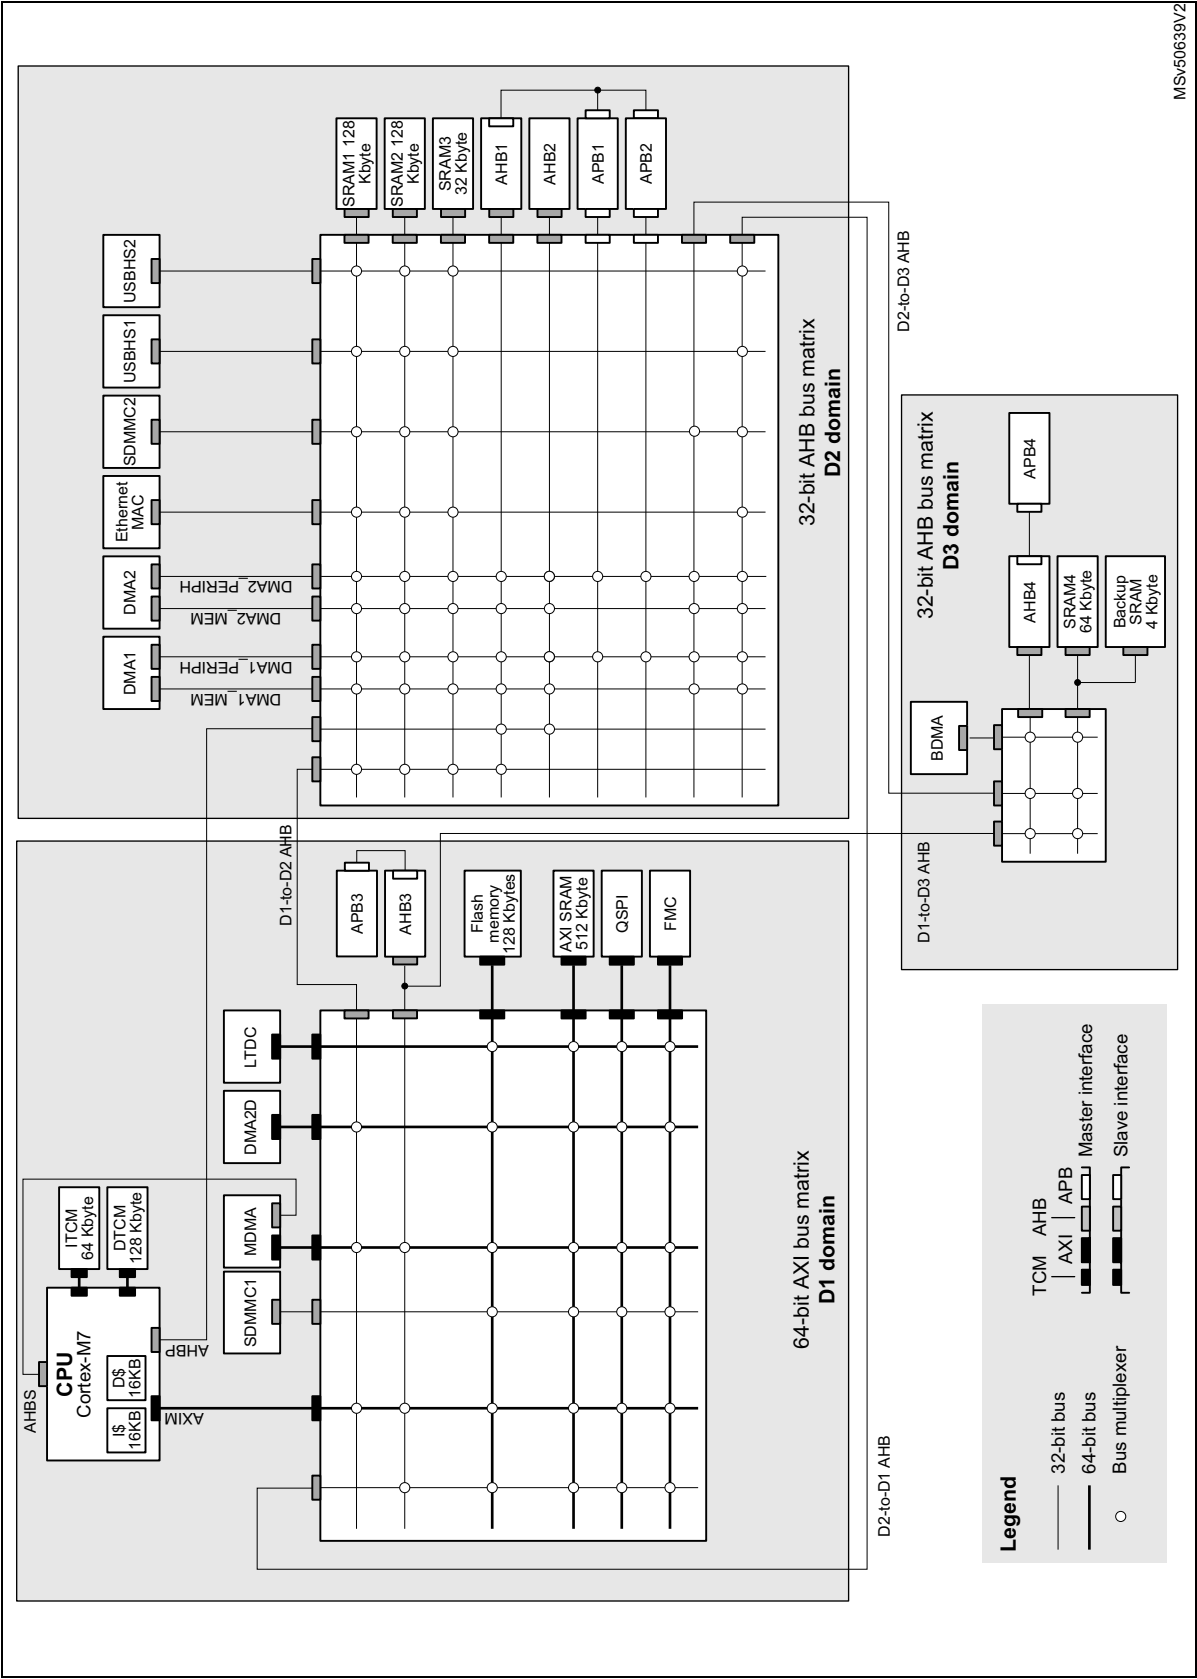 AHBS
CPU
Cortex-M7
I$
16KB
D$
16KB
AXIM
AHBP
ITCM
64 Kbyte
DTCM
128 Kbyte
SDMMC1
MDMA
DMA2D
LTDC
D1-to-D2 AHB
APB3
AHB3
Flash
memory
128 Kbytes
AXI SRAM
512 Kbyte
QSPI
FMC
64-bit AXI bus matrix
D1 domain
D2-to-D1 AHB
DMA1
DMA2
Ethernet
MAC
SDMMC2
USBHS1
USBHS2
DMA1_MEM
DMA1_PERIPH
DMA2_MEM
DMA2_PERIPH
SRAM1 128
Kbyte
SRAM2 128
Kbyte
SRAM3
32 Kbyte
AHB1
AHB2
APB1
APB2
32-bit AHB bus matrix
D2 domain
D2-to-D3 AHB
D1-to-D3 AHB
BDMA
32-bit AHB bus matrix
D3 domain
AHB4
APB4
SRAM4
64 Kbyte
Backup
SRAM
4 Kbyte
Legend
32-bit bus
64-bit bus
Bus multiplexer
TCM AHB
AXI APB
Master interface
Slave interface
MSv50639V2